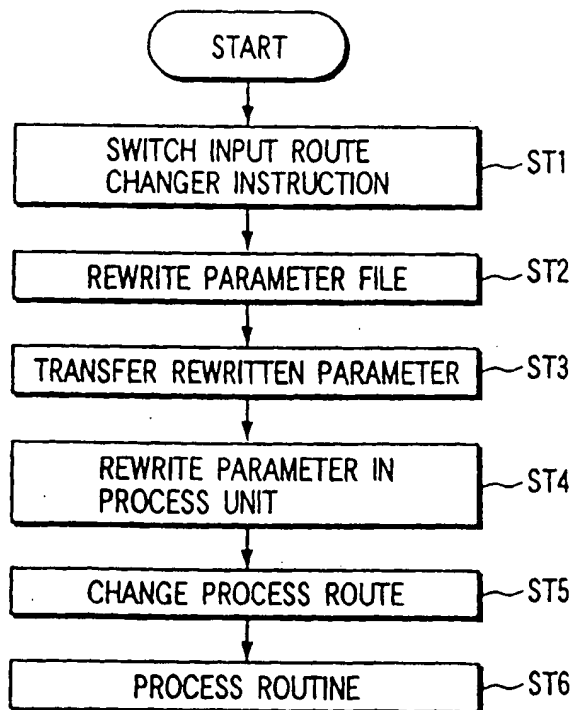 START
SWITCH INPUT ROUTE
CHANGER INSTRUCTION
ST1
REWRITE PARAMETER FILE
ST2
TRANSFER REWRITTEN PARAMETER
ST3
REWRITE PARAMETER IN
PROCESS UNIT
ST4
CHANGE PROCESS ROUTE
ST5
PROCESS ROUTINE
ST6